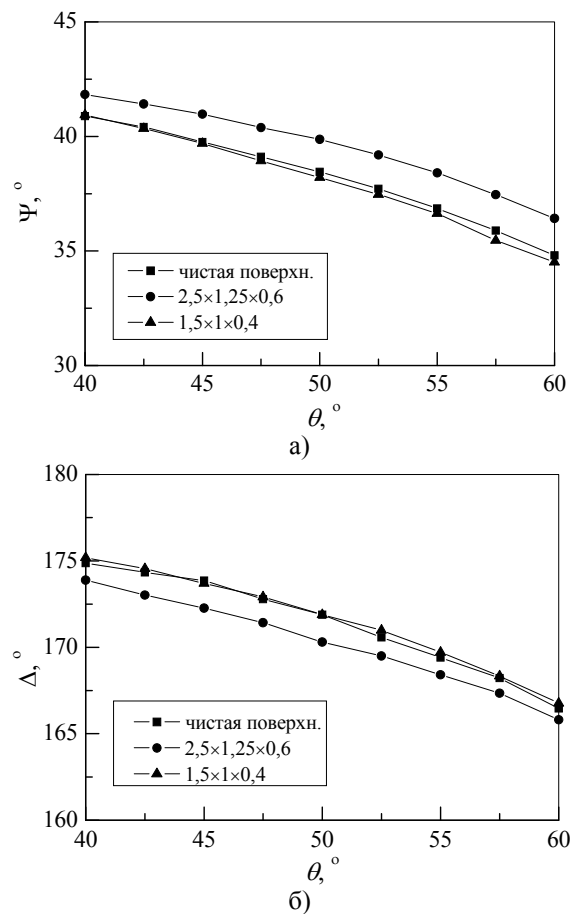 45
40
35
30
Ψ, °
чистая поверхн.
2,5×1,25×0,6
1,5×1×0,4
40 45 50 55 60
θ, °
а)
180
175
170
165
160
Δ, °
чистая поверхн.
2,5×1,25×0,6
1,5×1×0,4
40 45 50 55 60
θ, °
б)